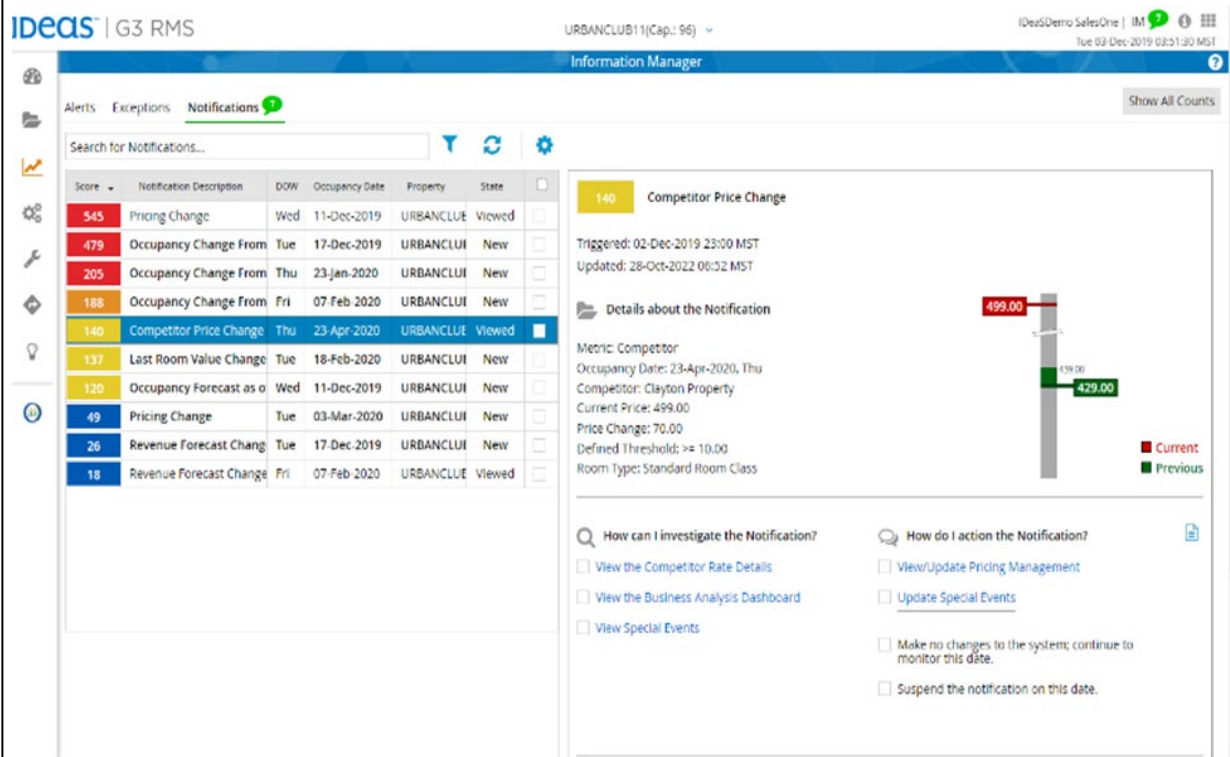 IDeaS™ | G3 RMS
URBANCLUB11(Cap.: 96)
IDeaSDemo SalesOne | IM 7
Tue 03-Dec-2019 03:51:30 MST
Information Manager
?
Alerts Exceptions Notifications 7
Show All Counts
Search for Notifications...
Score Notification Description DOW Occupancy Date Property State
545 Pricing Change Wed 11-Dec-2019 URBANCLUE Viewed
479 Occupancy Change From Tue 17-Dec-2019 URBANCLUI New
205 Occupancy Change From Thu 23-Jan-2020 URBANCLUI New
188 Occupancy Change From Fri 07-Feb-2020 URBANCLUI New
140 Competitor Price Change Thu 23-Apr-2020 URBANCLUE Viewed
137 Last Room Value Change Tue 18-Feb-2020 URBANCLUI New
120 Occupancy Forecast as o Wed 11-Dec-2019 URBANCLUI New
49 Pricing Change Tue 03-Mar-2020 URBANCLUI New
26 Revenue Forecast Chang Tue 17-Dec-2019 URBANCLUI New
18 Revenue Forecast Change Fri 07-Feb-2020 URBANCLUE Viewed
140 Competitor Price Change
Triggered: 02-Dec-2019 23:00 MST
Updated: 28-Oct-2022 06:52 MST
Details about the Notification
Metric: Competitor
Occupancy Date: 23-Apr-2020, Thu
Competitor: Clayton Property
Current Price: 499.00
Price Change: 70.00
Defined Threshold: >= 10.00
Room Type: Standard Room Class
499.00
439.00
429.00
Current
Previous
How can I investigate the Notification?
View the Competitor Rate Details
View the Business Analysis Dashboard
View Special Events
How do I action the Notification?
View/Update Pricing Management
Update Special Events
Make no changes to the system; continue to
monitor this date.
Suspend the notification on this date.